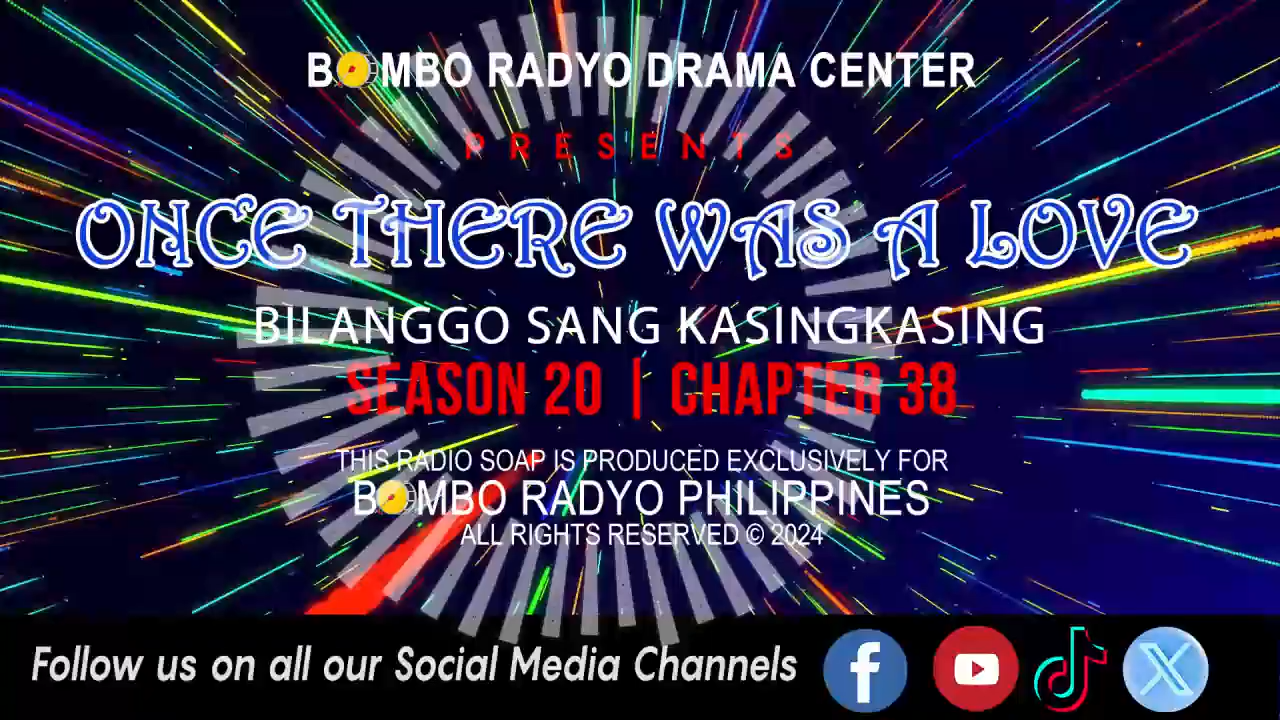 BOMBO RADYO DRAMA CENTER
PRESENTS
ONCE THERE WAS A LOVE
BILANGGO SANG KASINGKASING
SEASON 20 | CHAPTER 38
THIS RADIO SOAP IS PRODUCED EXCLUSIVELY FOR
BOMBO RADYO PHILIPPINES
ALL RIGHTS RESERVED © 2024
Follow us on all our Social Media Channels